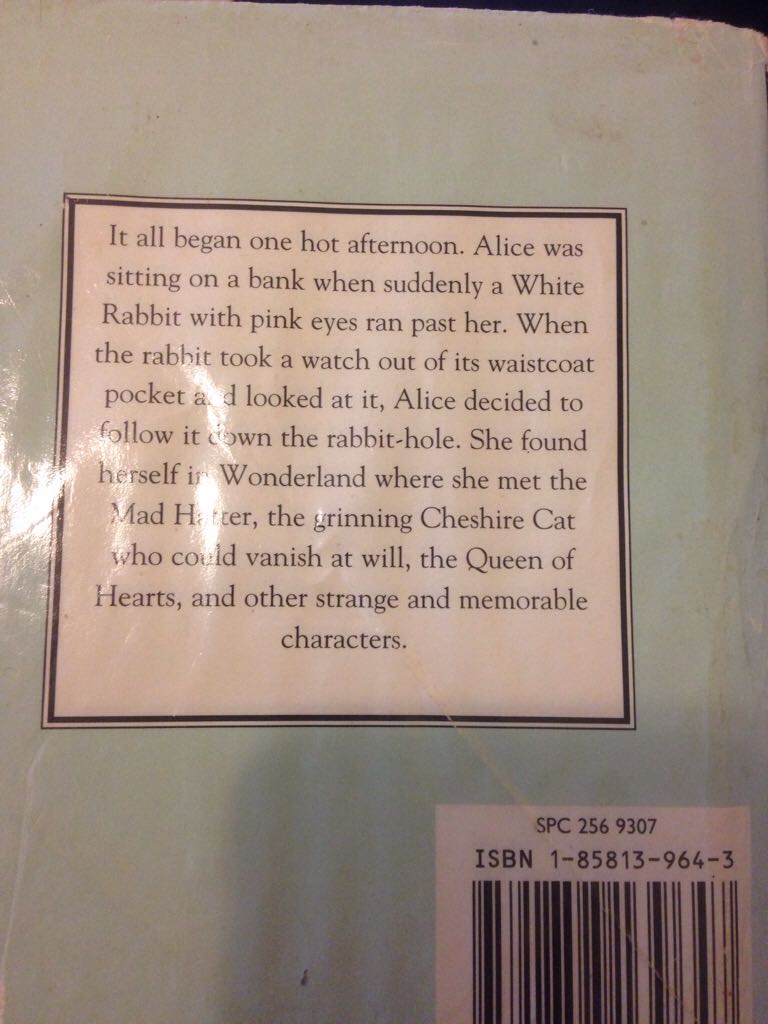 It all began one hot afternoon. Alice was
sitting on a bank when suddenly a White
Rabbit with pink eyes ran past her. When
the rabbit took a watch out of its waistcoat
pocket and looked at it, Alice decided to
follow it down the rabbit-hole. She found
herself in Wonderland where she met the
Mad Hatter, the grinning Cheshire Cat
who could vanish at will, the Queen of
Hearts, and other strange and memorable
characters.
SPC 256 9307
ISBN 1-85813-964-3